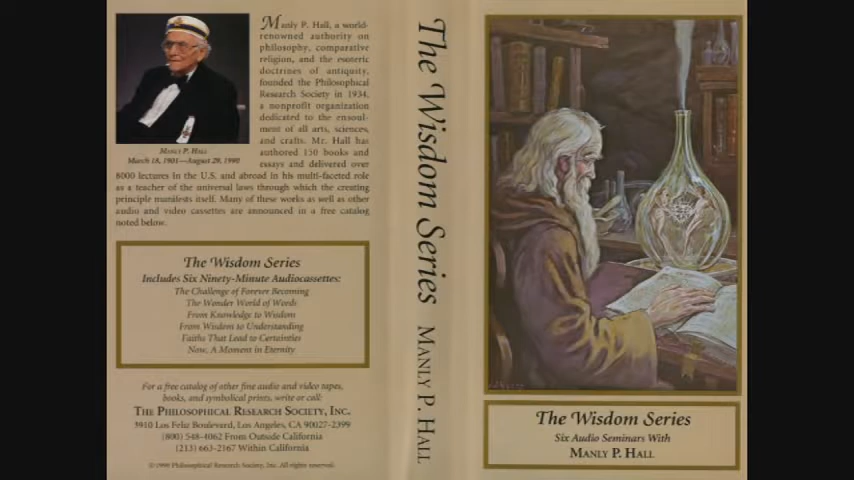 Manly P. Hall, a world-
renowned authority on
philosophy, comparative
religion, and the esoteric
doctrines of antiquity,
founded the Philosophical
Research Society in 1934,
a nonprofit organization
dedicated to the ensoul-
ment of all arts, sciences,
and crafts. Mr. Hall has
authored 150 books and
essays and delivered over
8000 lectures in the U.S. and abroad in his multi-faceted role
as a teacher of the universal laws through which the creating
principle manifests itself. Many of these works as well as other
audio and video cassettes are announced in a free catalog
noted below.
MANLY P. HALL
March 18, 1901—August 29, 1990
The Wisdom Series
Includes Six Ninety-Minute Audiocassettes:
The Challenge of Forever Becoming
The Wonder World of Words
From Knowledge to Wisdom
From Wisdom to Understanding
Faiths That Lead to Certainties
Now, A Moment in Eternity
For a free catalog of other fine audio and video tapes,
books, and symbolical prints, write or call:
THE PHILOSOPHICAL RESEARCH SOCIETY, INC.
3910 Los Feliz Boulevard, Los Angeles, CA 90027-2399
(800) 548-4062 From Outside California
(213) 663-2167 Within California
Philosophical Research Society, Inc. All rights reserved.
The Wisdom Series MANLY P. HALL
The Wisdom Series
Six Audio Seminars With
MANLY P. HALL